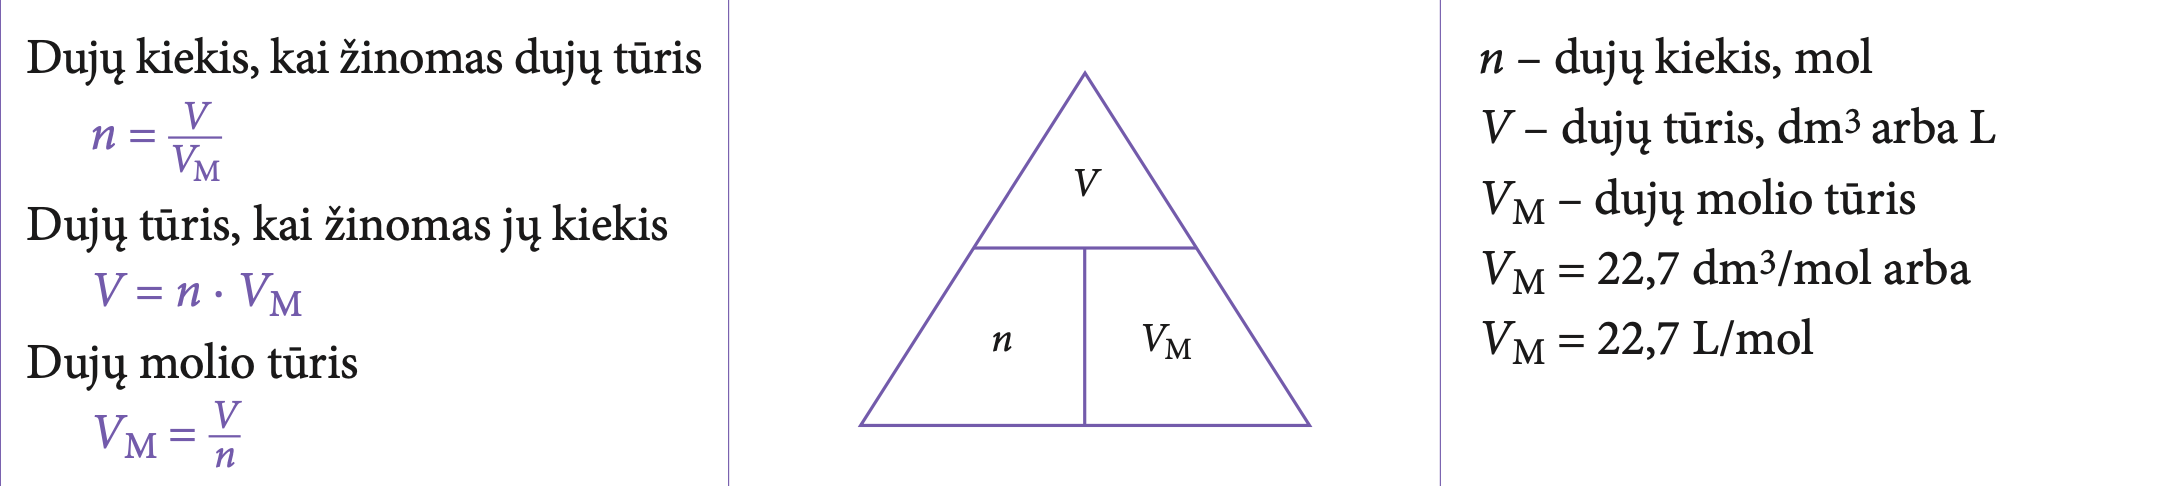 Dujų kiekis, kai žinomas dujų tūris
n = V/V_M
Dujų tūris, kai žinomas jų kiekis
V = n · V_M
Dujų molio tūris
V_M = V/n
V
n V_M
n – dujų kiekis, mol
V – dujų tūris, dm³ arba L
V_M – dujų molio tūris
V_M = 22,7 dm³/mol arba
V_M = 22,7 L/mol